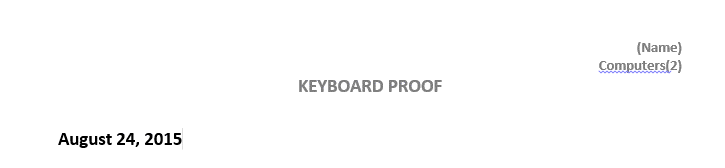 (Name)
Computers(2)
KEYBOARD PROOF
August 24, 2015